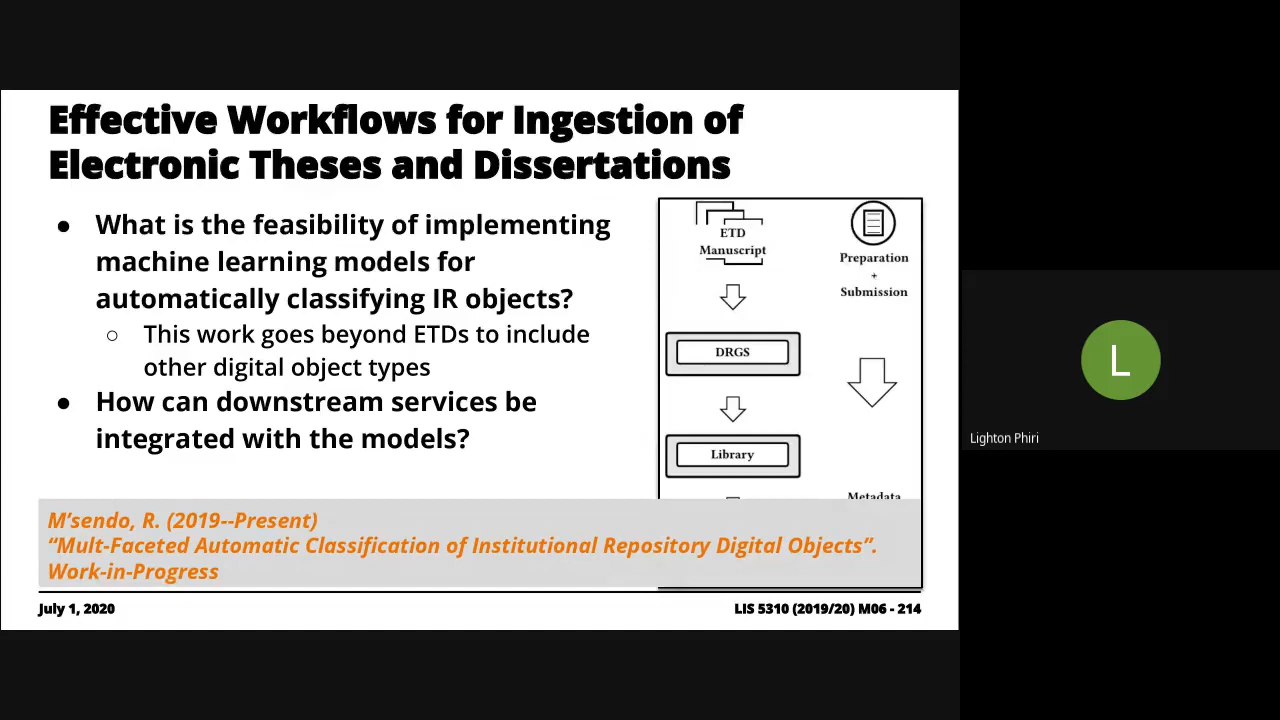 Effective Workflows for Ingestion of
Electronic Theses and Dissertations
● What is the feasibility of implementing
machine learning models for
automatically classifying IR objects?
○ This work goes beyond ETDs to include
other digital object types
● How can downstream services be
integrated with the models?
ETD
Manuscript
Preparation
+
Submission
DRGS
Library
Metadata
M’sendo, R. (2019--Present)
“Mult-Faceted Automatic Classification of Institutional Repository Digital Objects”.
Work-in-Progress
July 1, 2020
LIS 5310 (2019/20) M06 - 214
L
Lighton Phiri